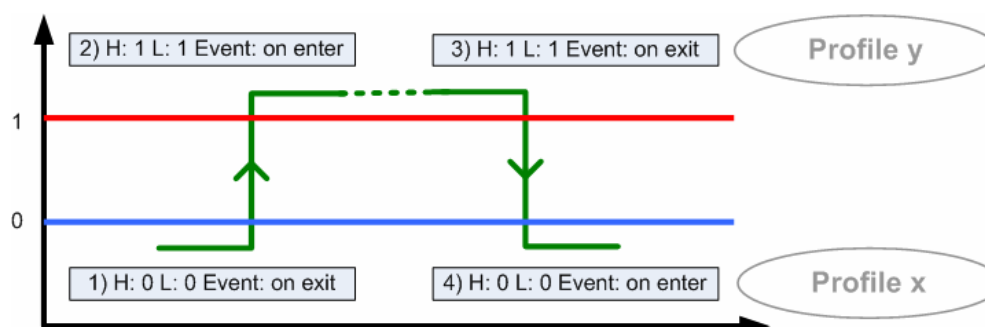 2) H: 1 L: 1 Event: on enter
3) H: 1 L: 1 Event: on exit
Profile y
1
0
1) H: 0 L: 0 Event: on exit
4) H: 0 L: 0 Event: on enter
Profile x